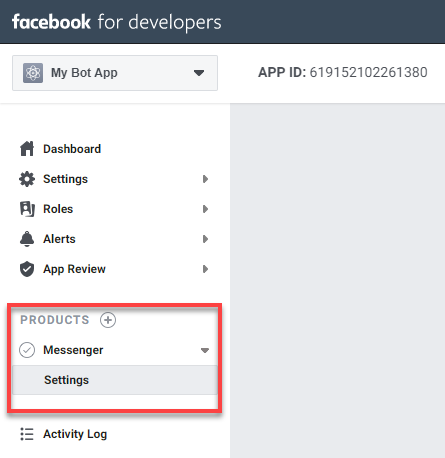 facebook for developers
My Bot App
APP ID: 619152102261380
Dashboard
Settings
Roles
Alerts
App Review
PRODUCTS
Messenger
Settings
Activity Log